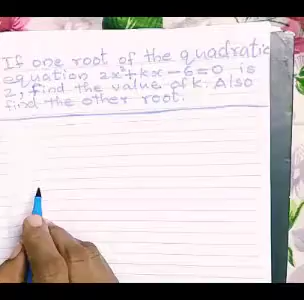 If one root of the quadratic
equation 2x²+kx-6=0 is
2, find the value of k. Also
find the other root.